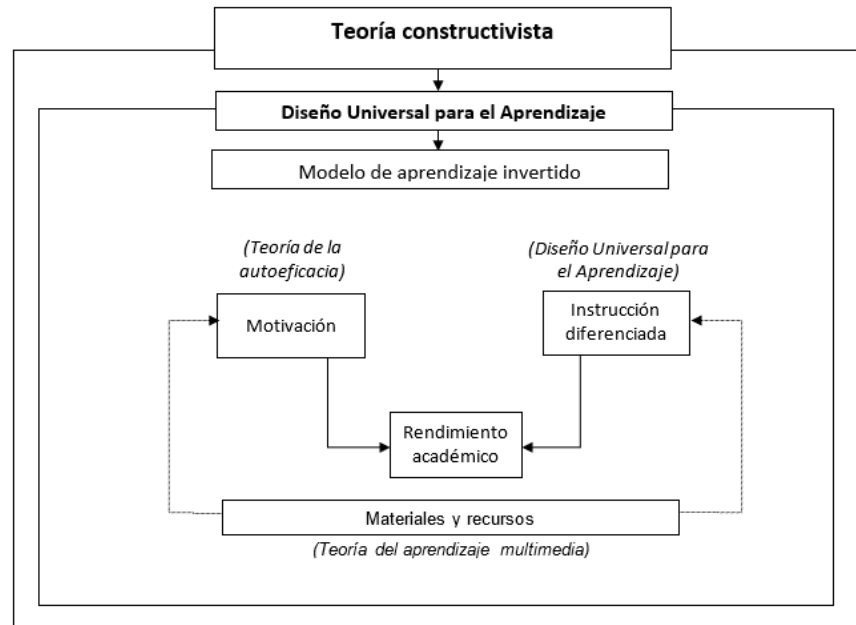 Teoría constructivista
Diseño Universal para el Aprendizaje
Modelo de aprendizaje invertido
(Teoría de la
autoeficacia)
(Diseño Universal para
el Aprendizaje)
Motivación
Instrucción
diferenciada
Rendimiento
académico
Materiales y recursos
(Teoría del aprendizaje multimedia)